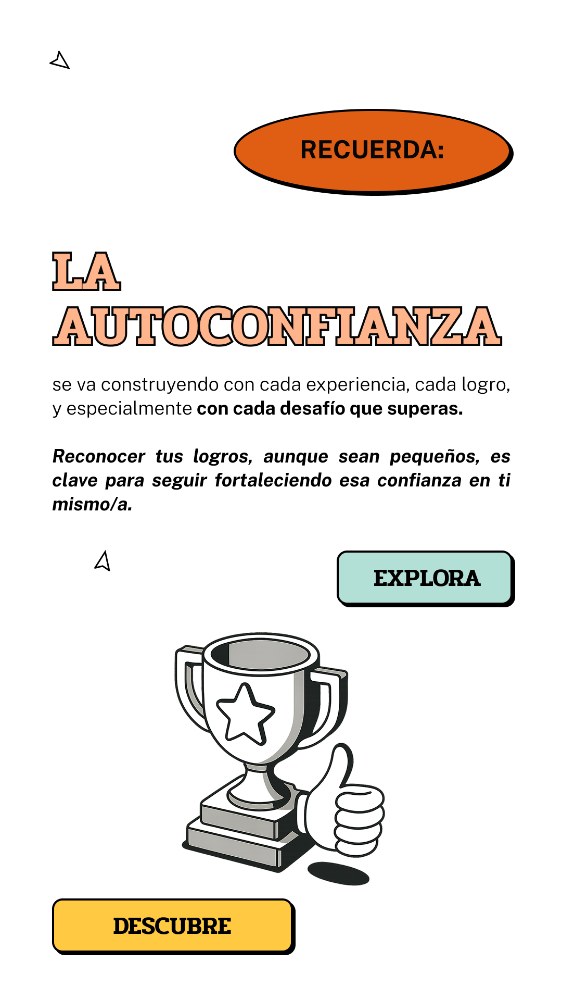 RECUERDA:
LA
AUTOCONFIANZA
se va construyendo con cada experiencia, cada logro,
y especialmente con cada desafío que superas.
Reconocer tus logros, aunque sean pequeños, es
clave para seguir fortaleciendo esa confianza en ti
mismo/a.
EXPLORA
DESCUBRE